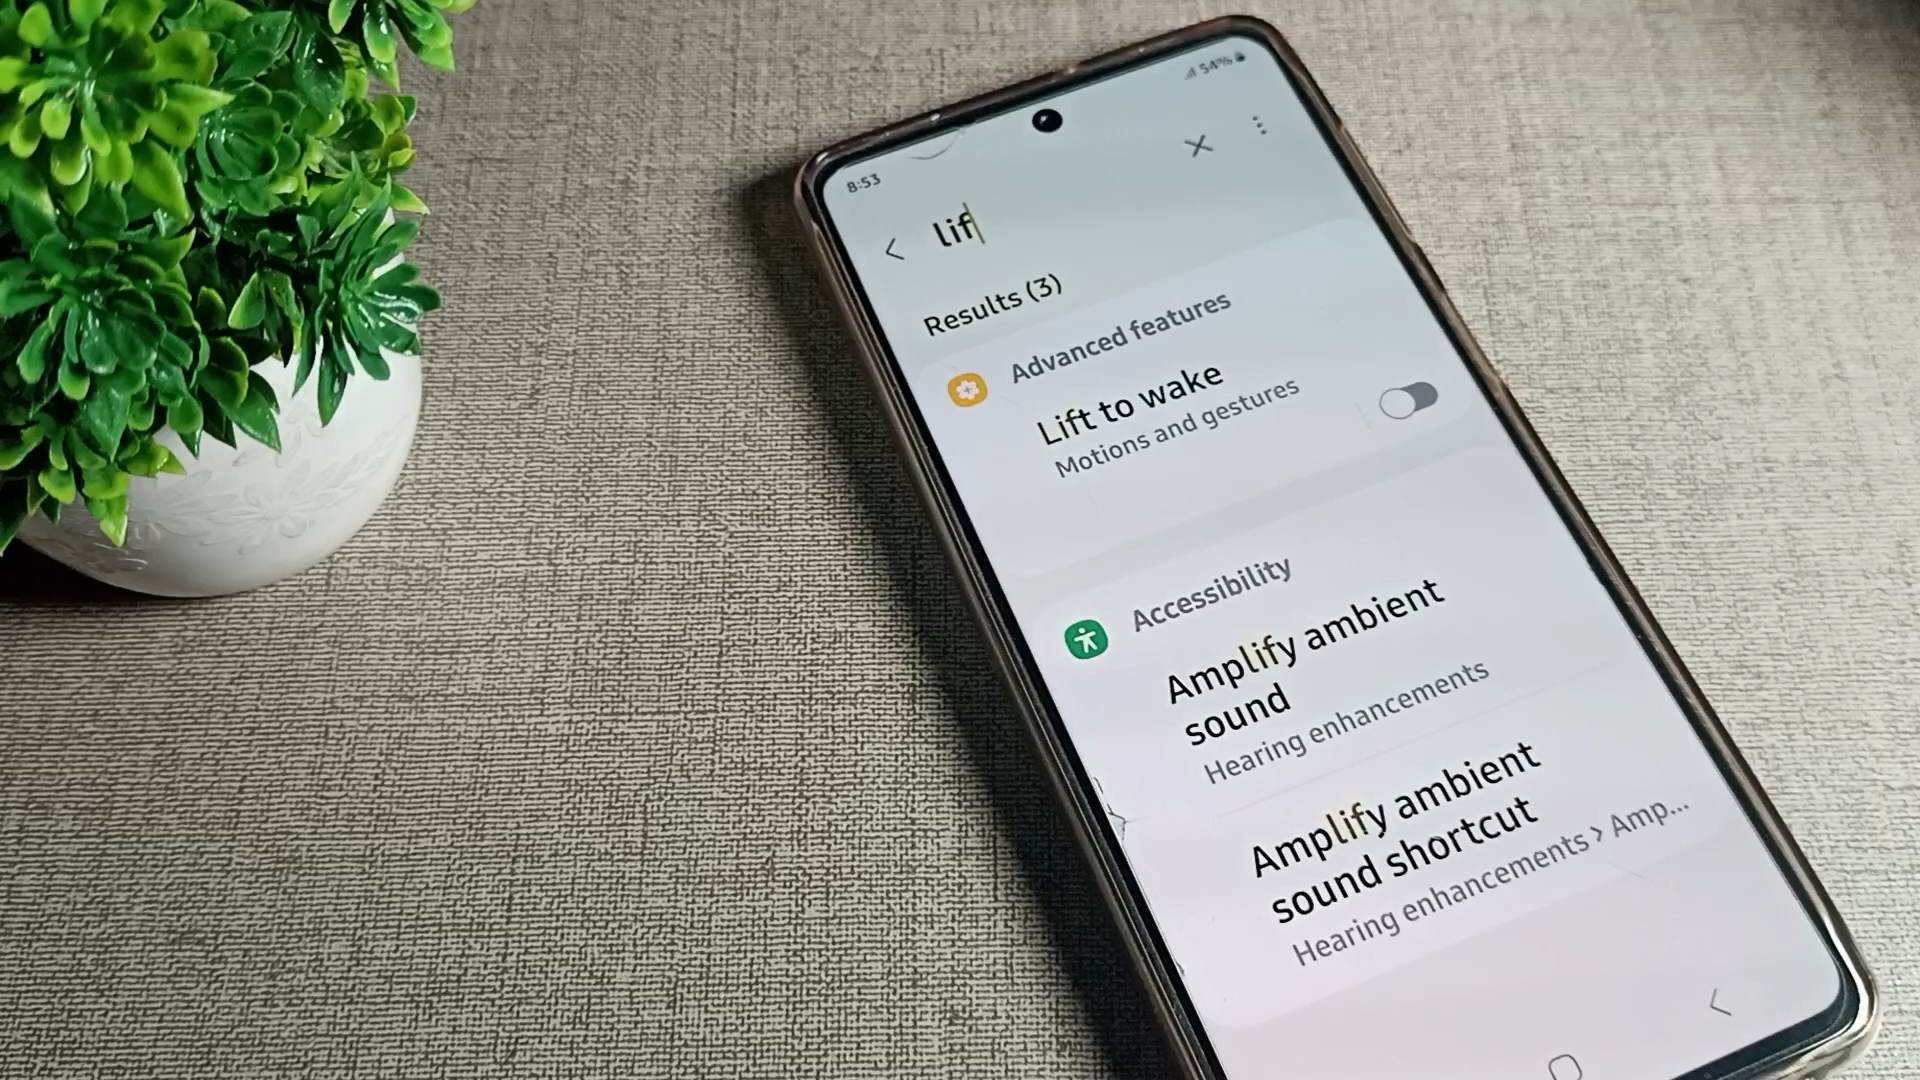 8:53
54%
lif
Results (3)
Advanced features
Lift to wake
Motions and gestures
Accessibility
Amplify ambient
sound
Hearing enhancements
Amplify ambient
sound shortcut
Hearing enhancements > Amp...